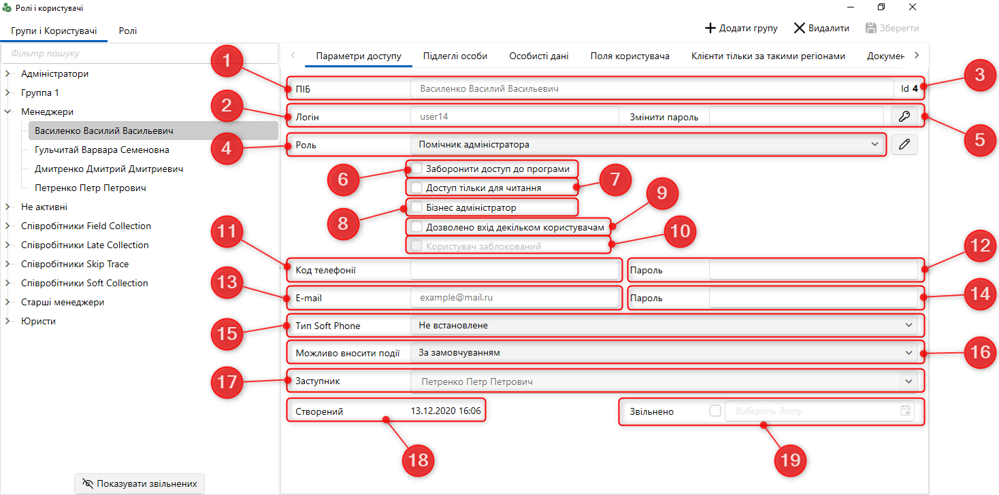 Ролі і користувачі
Групи і Користувачі Ролі
Додати групу Видалити Зберегти
Фільтр пошуку
Адміністратори
Группа 1
Менеджери
Василенко Василий Васильевич
Гульчитай Варвара Семеновна
Дмитренко Дмитрий Дмитриевич
Петренко Петр Петрович
Не активні
Співробітники Field Collection
Співробітники Late Collection
Співробітники Skip Trace
Співробітники Soft Collection
Старші менеджери
Юристи
Показувати звільнених
Параметри доступу Підлеглі особи Особисті дані Поля користувача Клієнти тільки за такими регіонами Докумен
1 ПІБ Василенко Василий Васильевич Id 4 3
2 Логін user14 Змінити пароль 5
4 Роль Помічник адміністратора
6 Заборонити доступ до програми
Доступ тільки для читання 7
8 Бізнес адміністратор
Дозволено вхід декільком користувачам 9
Користувач заблокований 10
11 Код телефонії Пароль 12
13 E-mail example@mail.ru Пароль 14
15 Тип Soft Phone Не встановлене
Можливо вносити події За замовчуванням 16
17 Заступник Петренко Петр Петрович
Створений 13.12.2020 16:06 Звільнено Виберіть дату
18 19